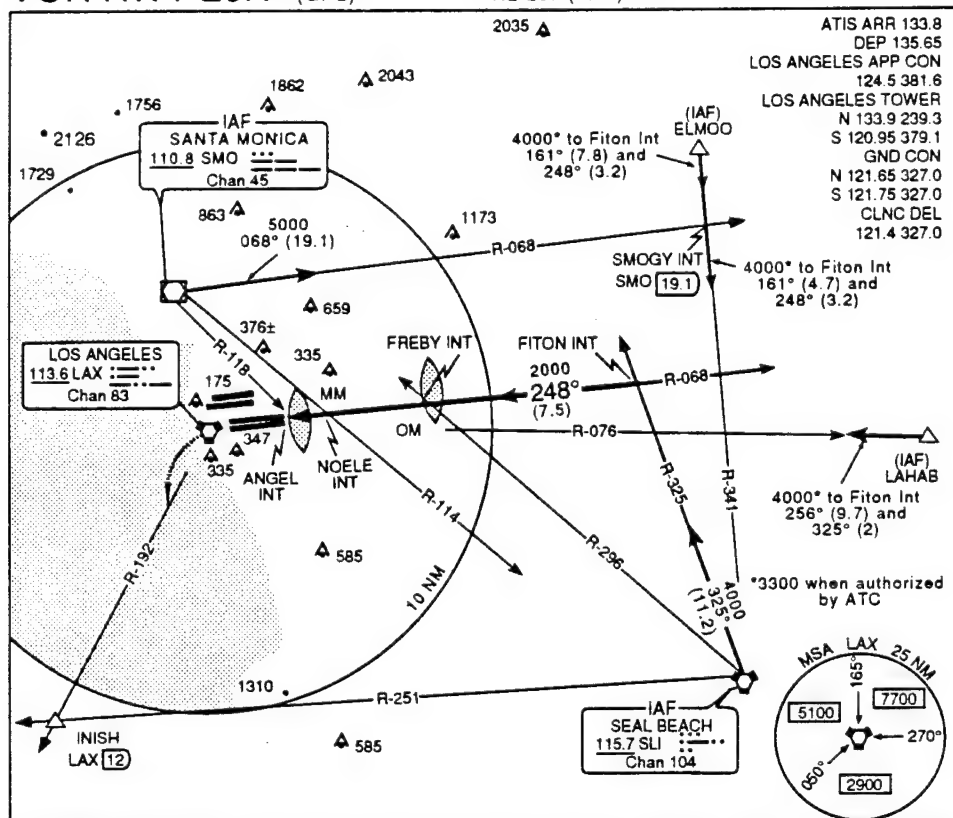 2035
ATIS ARR 133.8
DEP 135.65
LOS ANGELES APP CON
124.5 381.6
LOS ANGELES TOWER
N 133.9 239.3
S 120.95 379.1
GND CON
N 121.65 327.0
S 121.75 327.0
CLNC DEL
121.4 327.0
2043
1862
1756
2126
1729
IAF
SANTA MONICA
110.8 SMO
Chan 45
(IAF)
ELMOO
4000* to Fiton Int
161° (7.8) and
248° (3.2)
863
5000
068° (19.1)
1173
R-068
SMOGY INT
SMO 19.1
4000* to Fiton Int
161° (4.7) and
248° (3.2)
659
376±
335
R-118
MM
FREBY INT
FITON INT
2000
248°
(7.5)
R-068
LOS ANGELES
113.6 LAX
Chan 83
175
347
335
ANGEL
INT
NOELE
INT
OM
R-076
(IAF)
LAHAB
4000* to Fiton Int
256° (9.7) and
325° (2)
R-325
R-341
R-114
R-296
R-192
585
10 NM
4000
325°
(11.2)
*3300 when authorized
by ATC
1310
R-251
INISH
LAX 12
585
IAF
SEAL BEACH
115.7 SLI
Chan 104
MSA LAX 25 NM
165°
5100
7700
270°
050°
2900